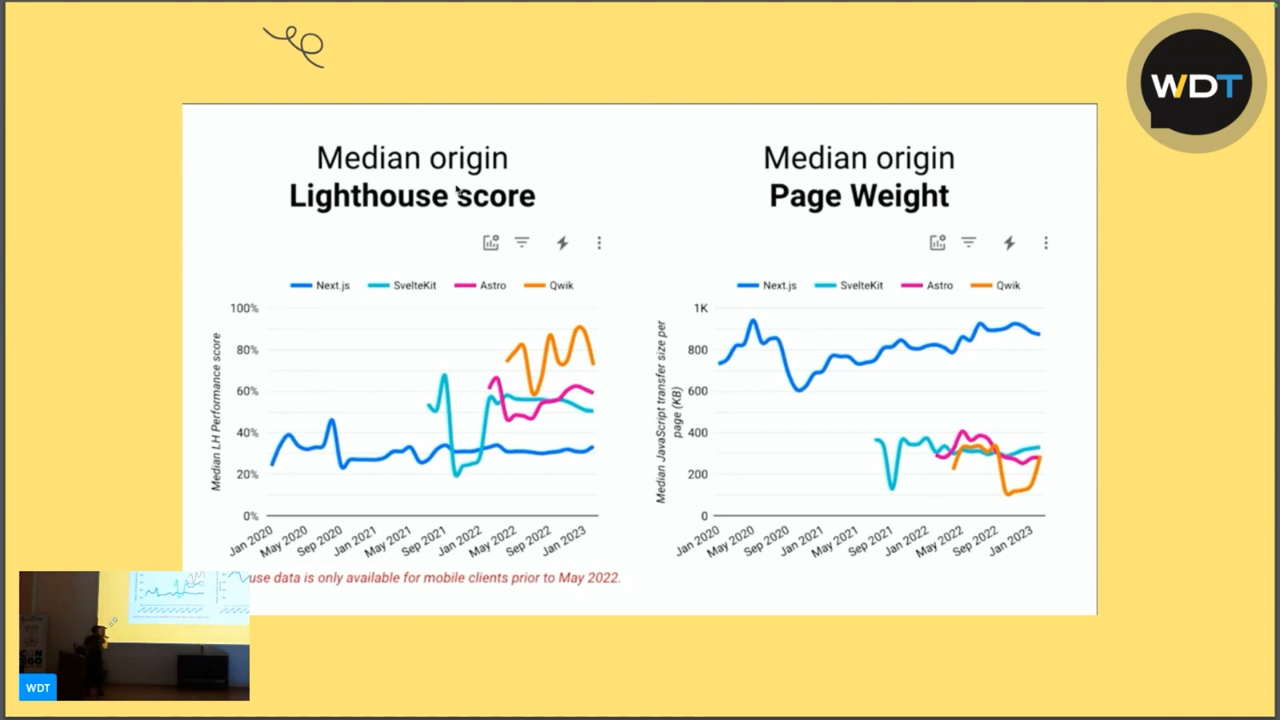 WDT
Median origin
Lighthouse score
Next.js
SvelteKit
Astro
Qwik
100%
80%
60%
40%
20%
0%
Median LH Performance score
Jan 2020
May 2020
Sep 2020
Jan 2021
May 2021
Sep 2021
Jan 2022
May 2022
Sep 2022
Jan 2023
use data is only available for mobile clients prior to May 2022.
Median origin
Page Weight
Next.js
SvelteKit
Astro
Qwik
1K
800
600
400
200
0
Median JavaScript transfer size per
page (KB)
Jan 2020
May 2020
Sep 2020
Jan 2021
May 2021
Sep 2021
Jan 2022
May 2022
Sep 2022
Jan 2023
WDT